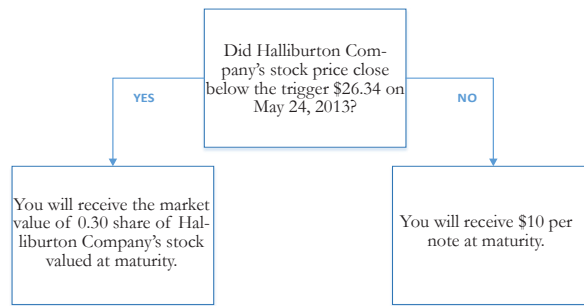 Did Halliburton Com-
pany’s stock price close
below the trigger $26.34 on
May 24, 2013?
YES
NO
You will receive the market
value of 0.30 share of Hal-
liburton Company’s stock
valued at maturity.
You will receive $10 per
note at maturity.